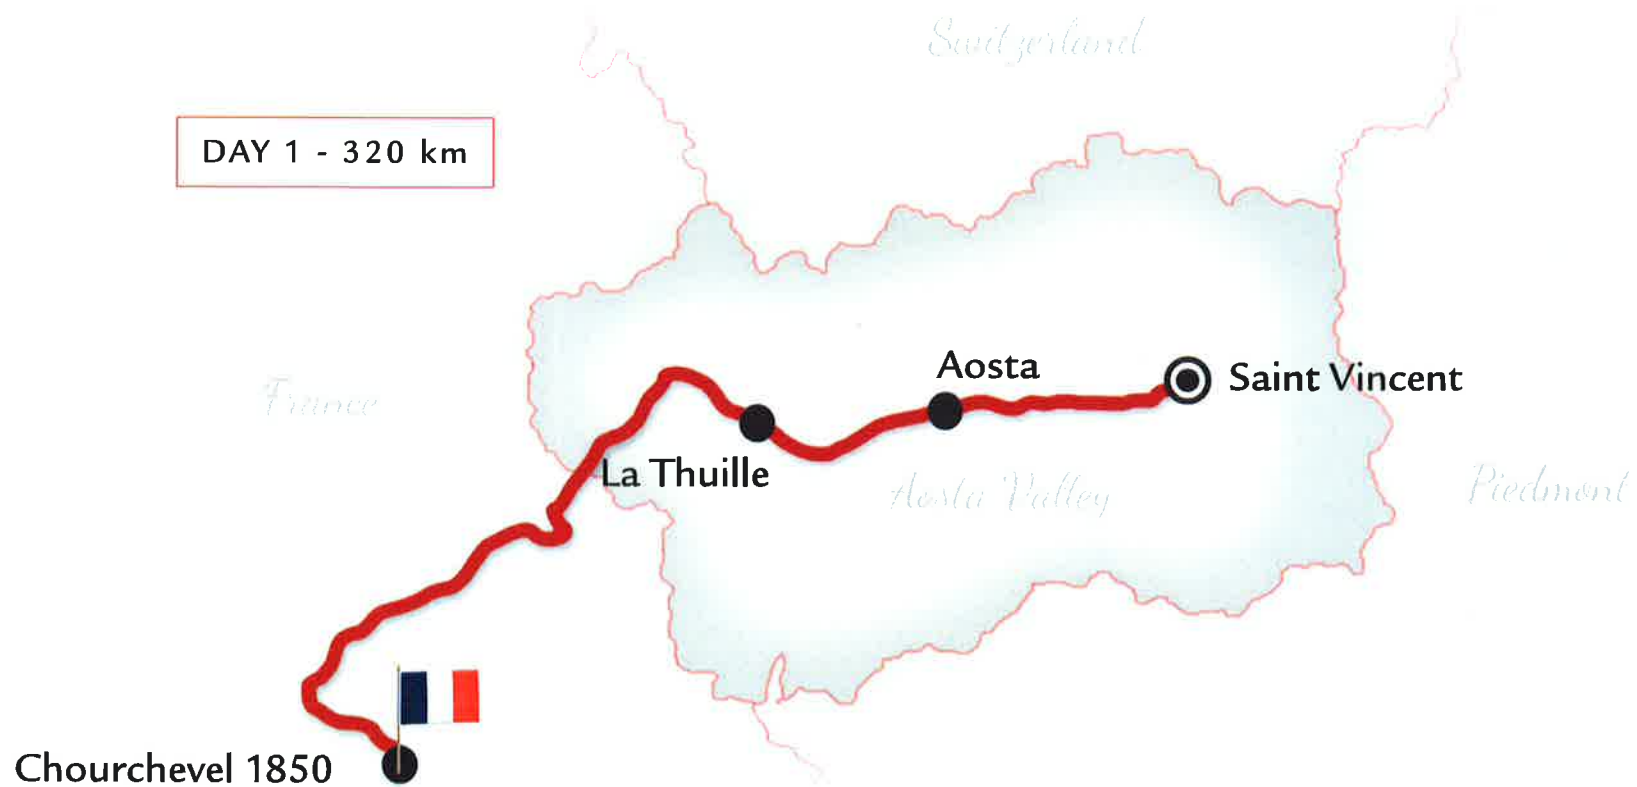 Switzerland
DAY 1 - 320 km
Aosta
Saint Vincent
France
La Thuille
Aosta Valley
Piedmont
Chourchevel 1850